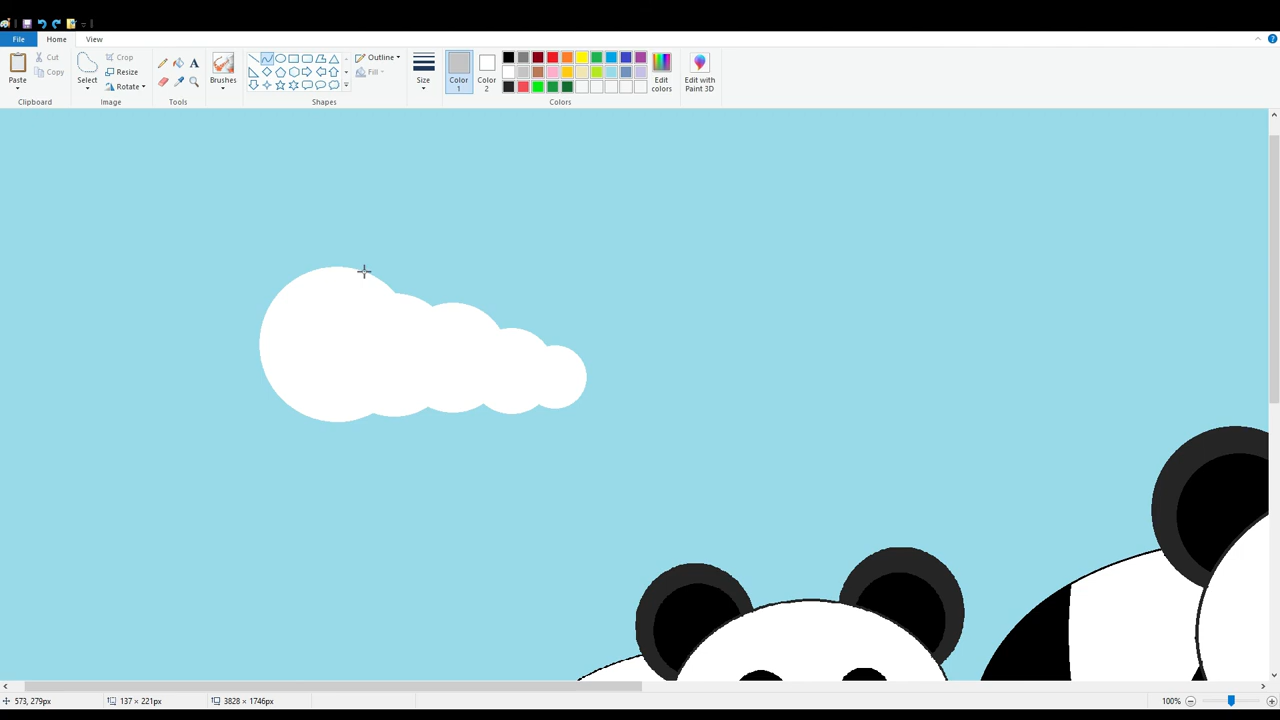 File Home View
Cut
Copy
Paste
Clipboard
Select
Crop
Resize
Rotate
Image
A
Tools
Brushes
Outline
Fill
Shapes
Size
Color
1
Color
2
Colors
Edit
colors
Edit with
Paint 3D
573, 279px 137 × 221px 3828 × 1746px 100%